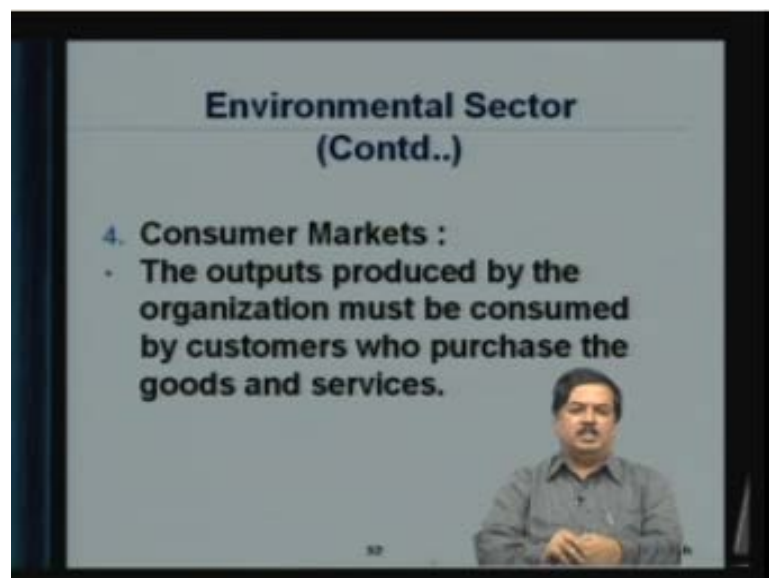 Environmental Sector
(Contd..)
4. Consumer Markets :
· The outputs produced by the
organization must be consumed
by customers who purchase the
goods and services.